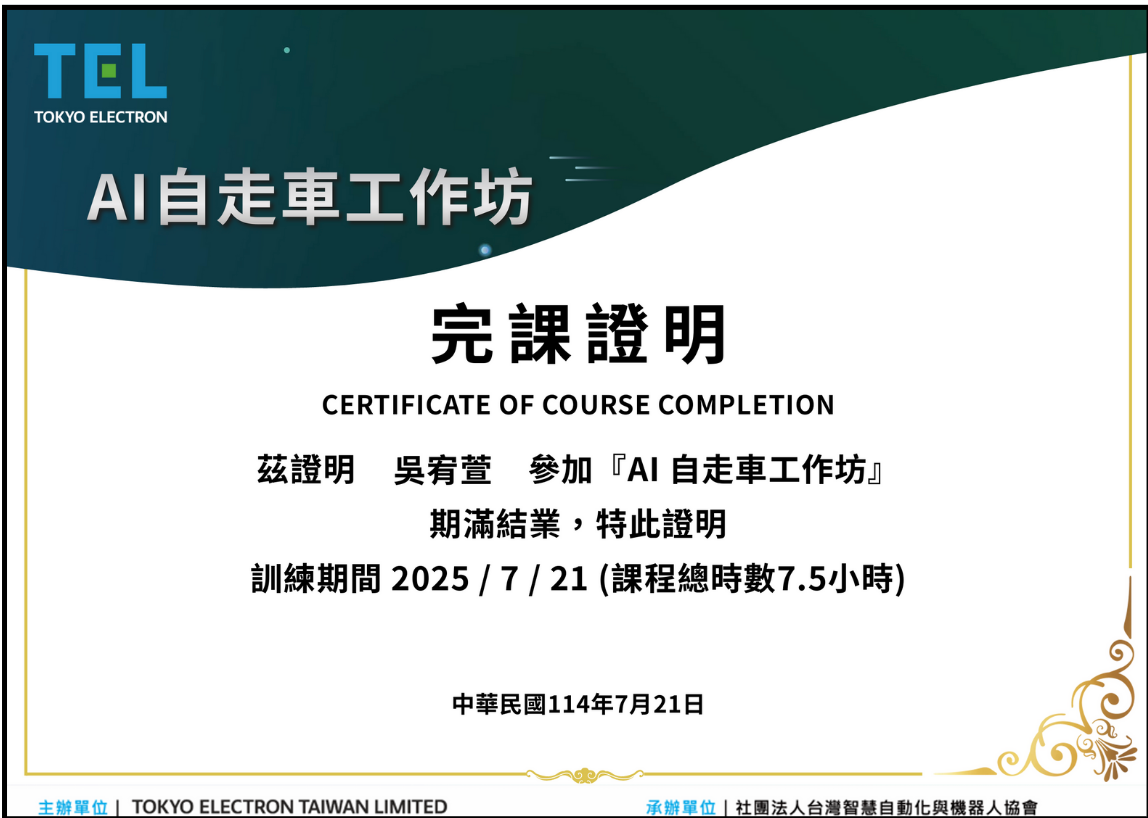 TEL
TOKYO ELECTRON
AI自走車工作坊
完課證明
CERTIFICATE OF COURSE COMPLETION
茲證明 吳宥萱 參加『AI 自走車工作坊』
期滿結業，特此證明
訓練期間 2025 / 7 / 21 (課程總時數7.5小時)
中華民國114年7月21日
主辦單位 | TOKYO ELECTRON TAIWAN LIMITED
承辦單位 | 社團法人台灣智慧自動化與機器人協會